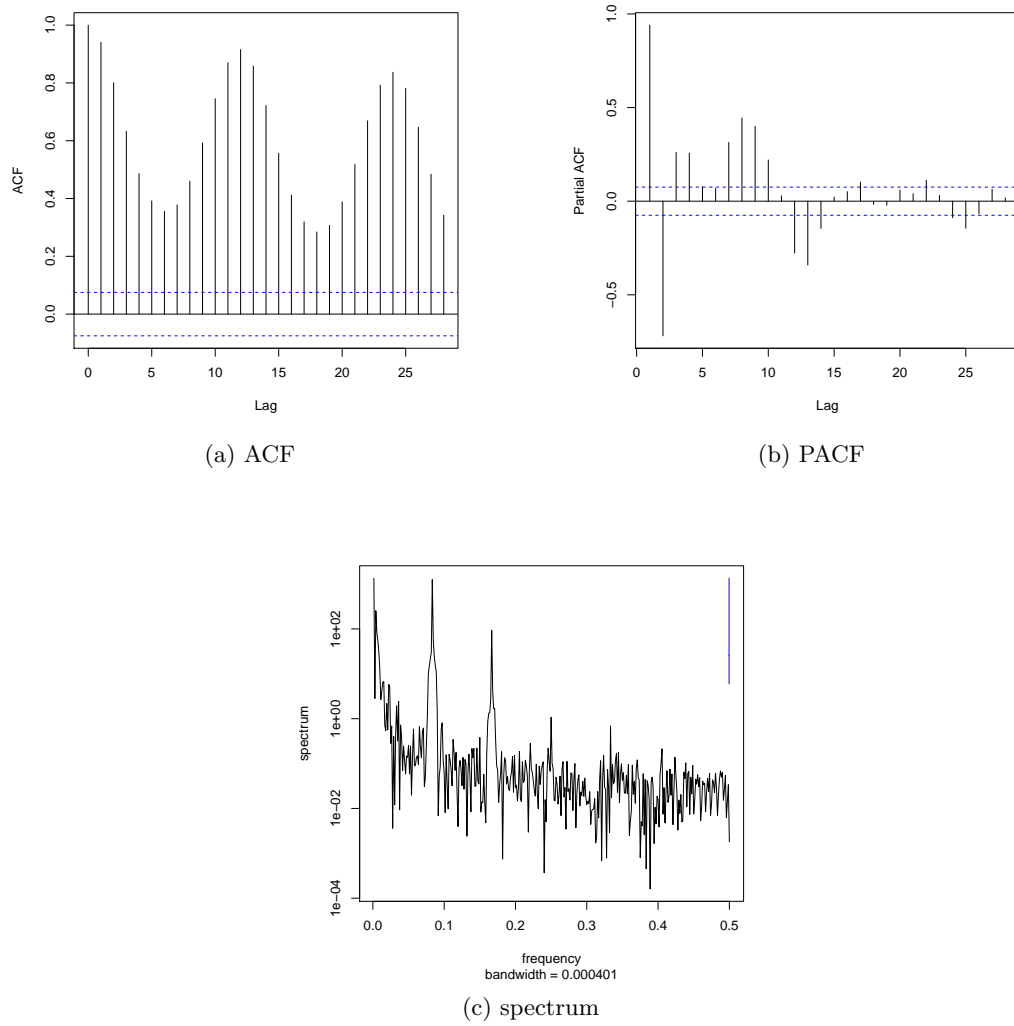 1.0
0.8
0.6
0.4
0.2
0.0
ACF
0 5 10 15 20 25
Lag
(a) ACF
1.0
0.5
0.0
−0.5
Partial ACF
0 5 10 15 20 25
Lag
(b) PACF
1e+02
1e+00
1e−02
1e−04
spectrum
0.0 0.1 0.2 0.3 0.4 0.5
frequency
bandwidth = 0.000401
(c) spectrum